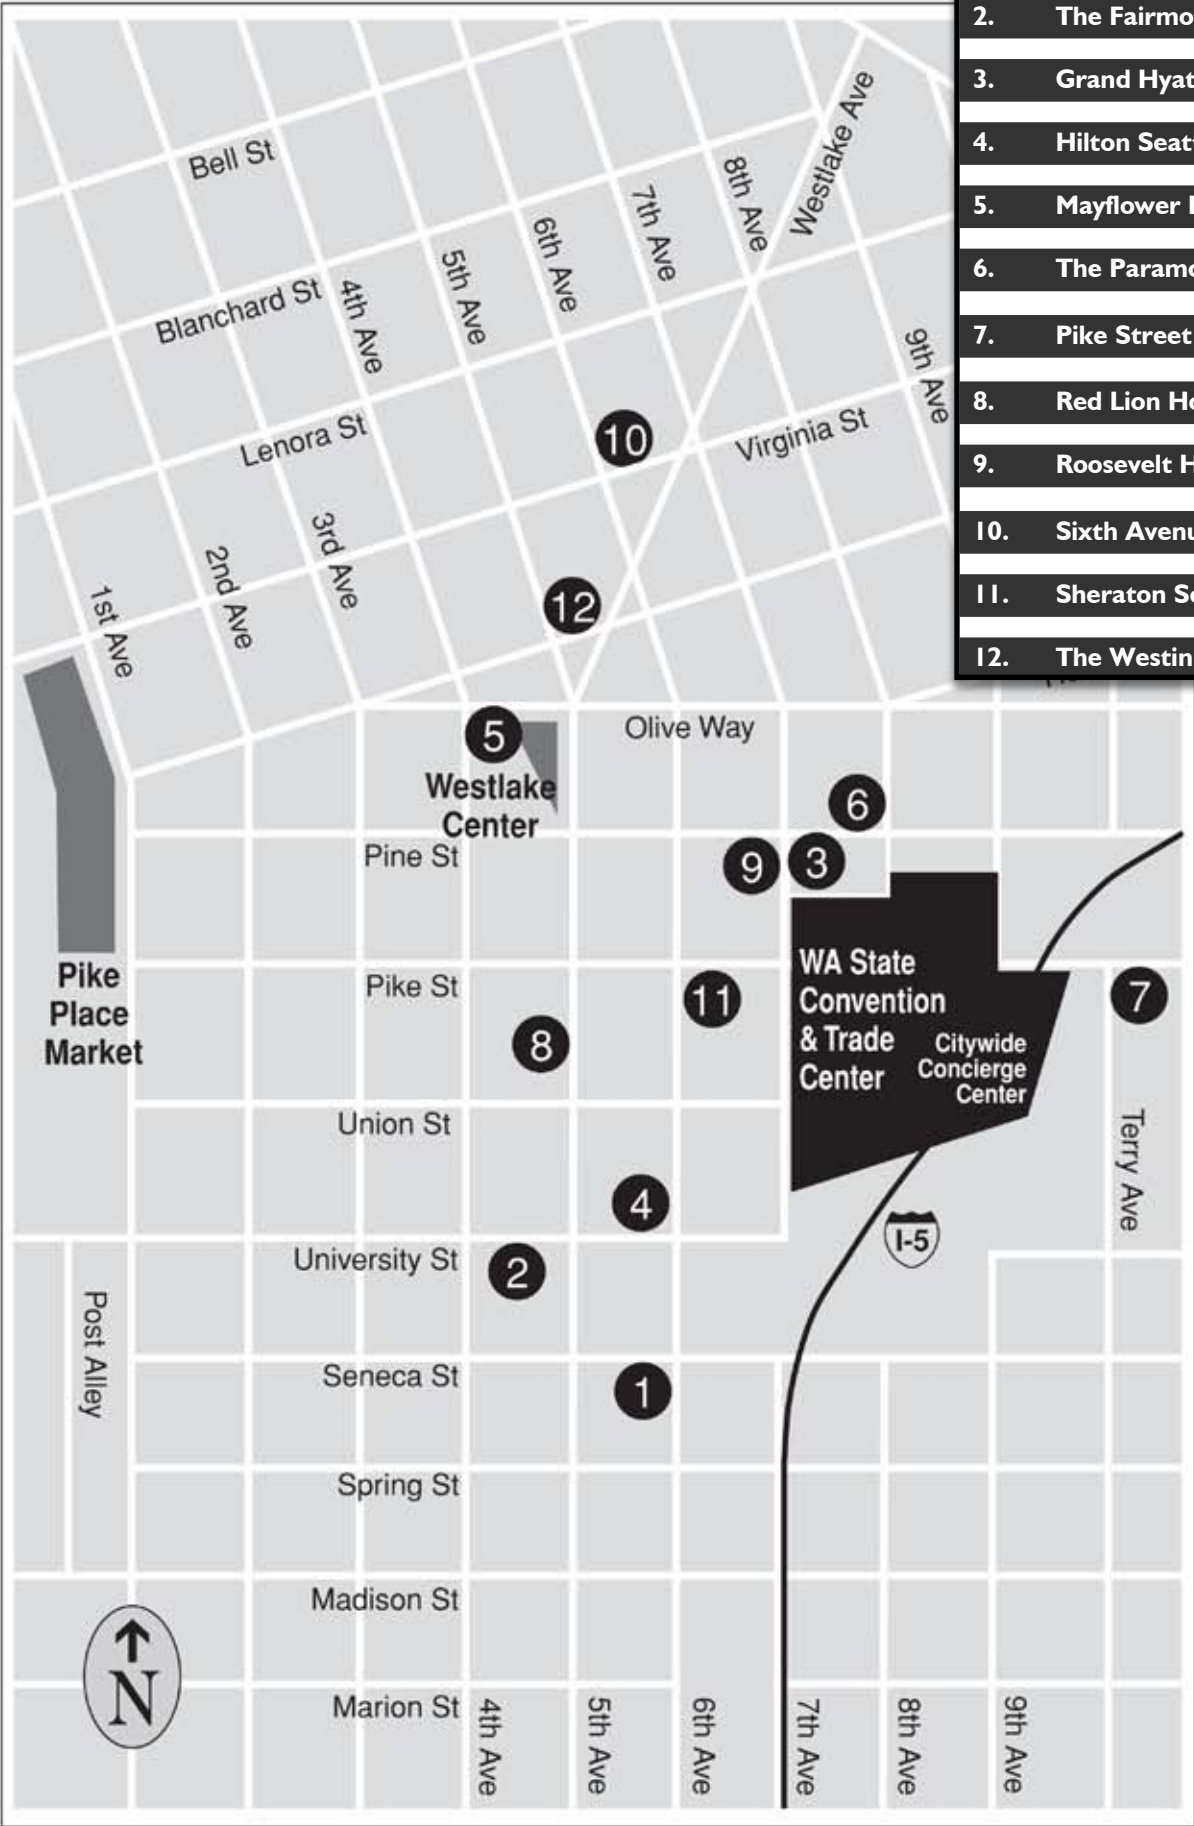 2. The Fairmo
3. Grand Hyat
4. Hilton Seat
5. Mayflower
6. The Paramo
7. Pike Street
8. Red Lion Ho
9. Roosevelt H
10. Sixth Avenu
11. Sheraton Se
12. The Westin
Bell St
Westlake Ave
8th Ave
7th Ave
6th Ave
5th Ave
4th Ave
Blanchard St
9th Ave
Lenora St
10
Virginia St
3rd Ave
2nd Ave
1st Ave
12
5
Olive Way
Westlake
Center
6
Pine St
9
3
Pike
Place
Market
Pike St
11
WA State
Convention
& Trade
Center
Citywide
Concierge
Center
7
8
Union St
Terry Ave
4
I-5
University St
2
Post Alley
Seneca St
1
Spring St
Madison St
N
Marion St
4th Ave
5th Ave
6th Ave
7th Ave
8th Ave
9th Ave